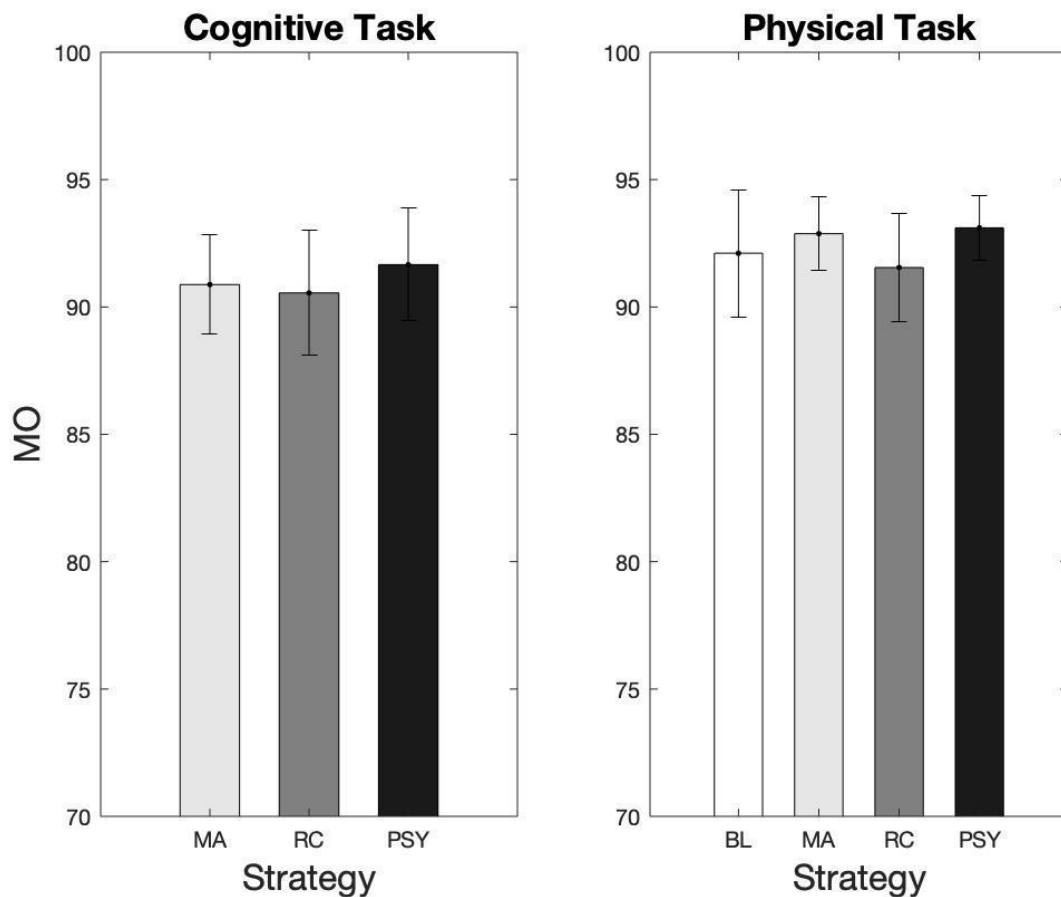 Cognitive Task
100
95
90
85
80
75
70
MO
MA RC PSY
Strategy
Physical Task
100
95
90
85
80
75
70
BL MA RC PSY
Strategy